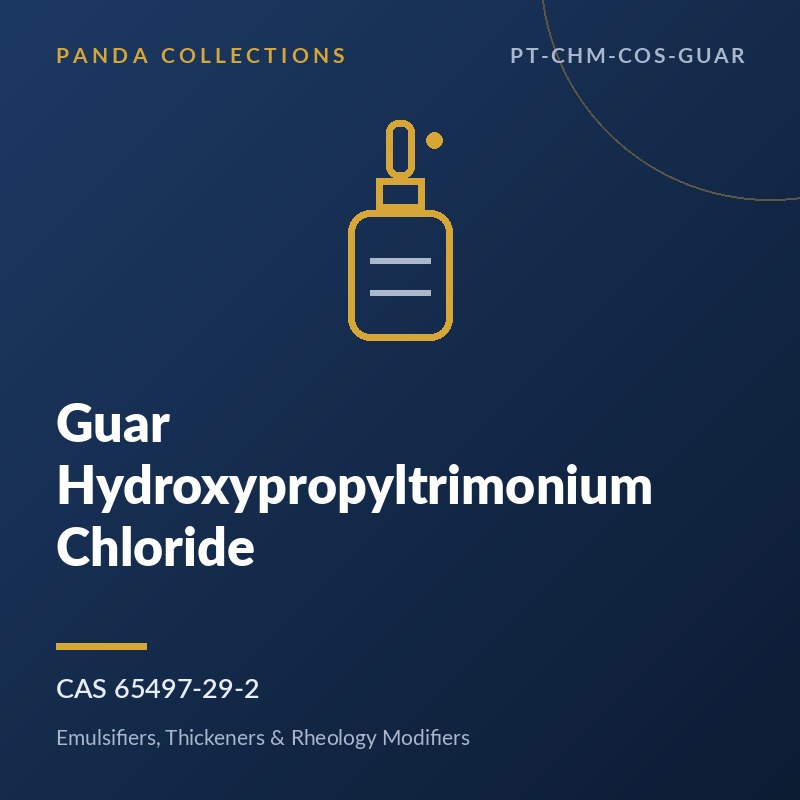 PANDA COLLECTIONS
PT-CHM-COS-GUAR
Guar
Hydroxypropyltrimonium
Chloride
CAS 65497-29-2
Emulsifiers, Thickeners & Rheology Modifiers